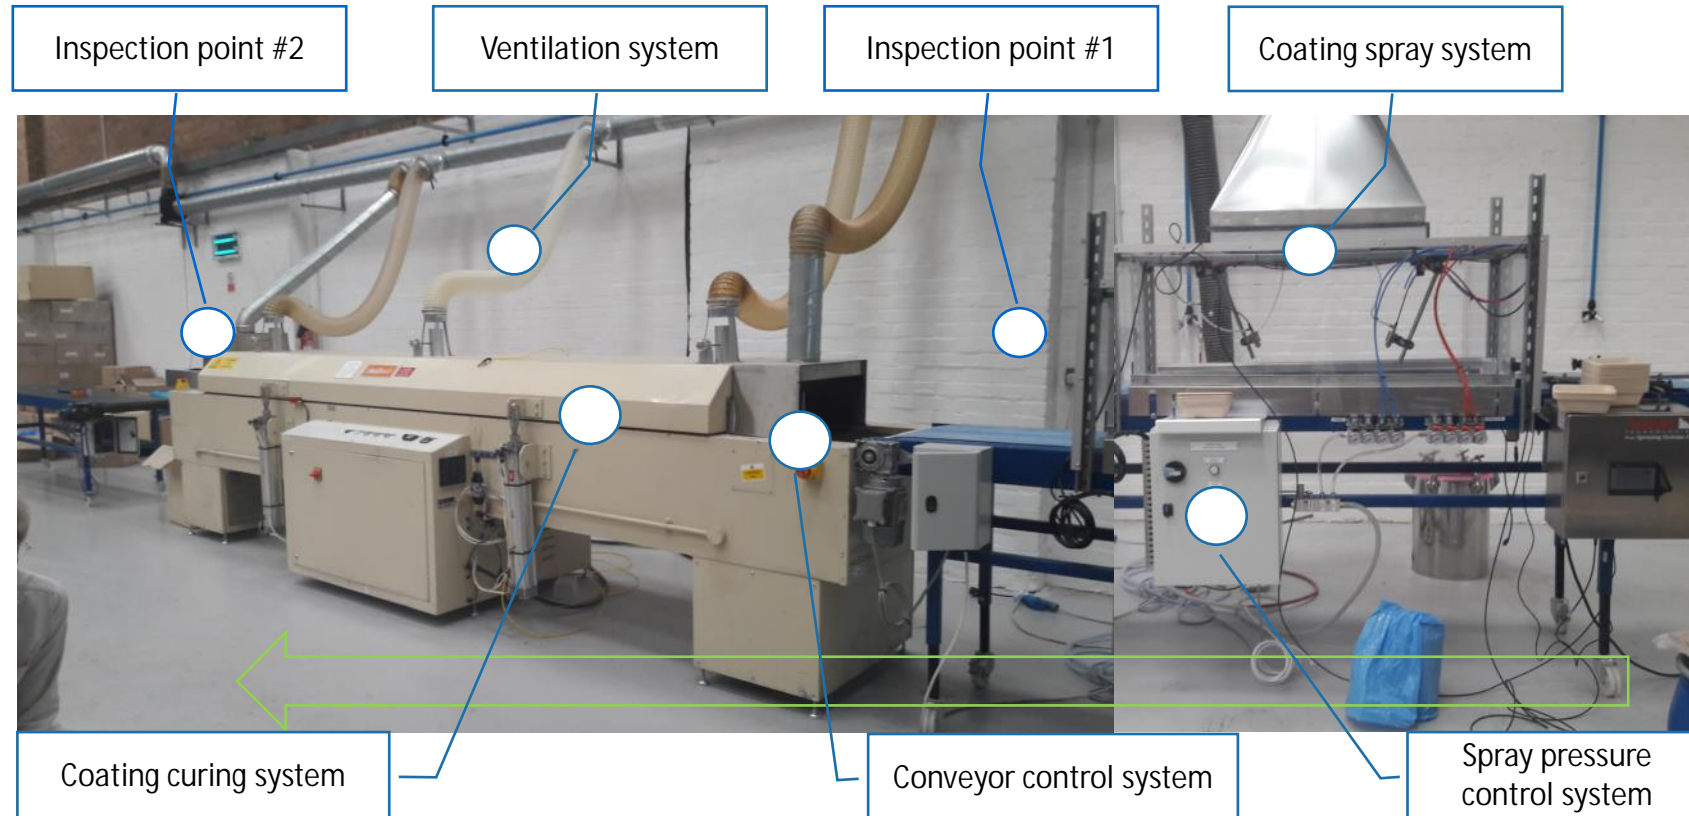 Inspection point #2
Ventilation system
Inspection point #1
Coating spray system
Coating curing system
Conveyor control system
Spray pressure
control system